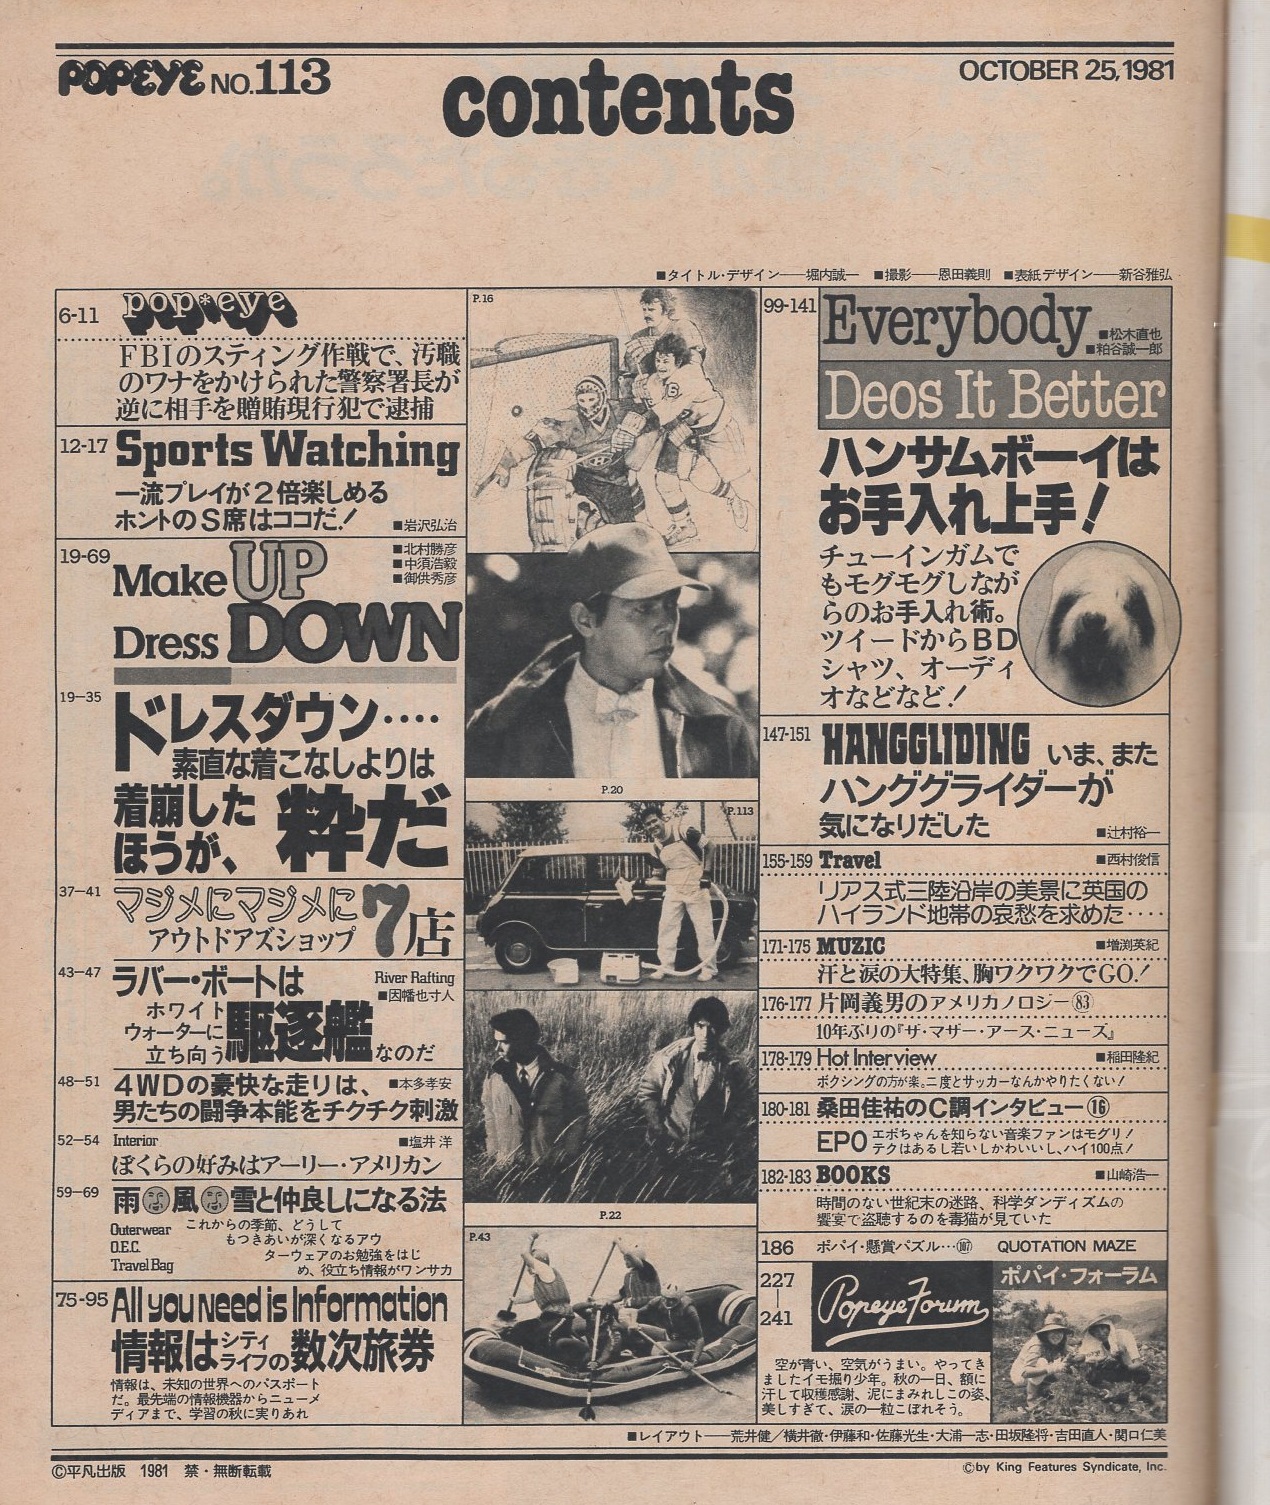 POPEYE NO.113
contents
OCTOBER 25, 1981
■タイトル・デザイン──堀内誠一 ■撮影──恩田義則 ■表紙デザイン──新谷雅弘
6-11
pop*eye
FBIのスティング作戦で、汚職
のワナをかけられた警察署長が
逆に相手を贈賄現行犯で逮捕
12-17
Sports Watching
一流プレイが2倍楽しめる
ホントのS席はココだ!
■岩沢弘治
19-69
Make UP
Dress DOWN
■北村勝彦
■中須浩毅
■御供秀彦
19—35
ドレスダウン‥‥
素直な着こなしよりは
着崩した
ほうが、
粋だ
37—41
マジメにマジメに
アウトドアズショップ
7店
43—47
ラバー・ボートは
River Rafting
■因幡也寸人
ホワイト
ウォーターに
立ち向う
駆逐艦なのだ
48—51
4WDの豪快な走りは、
■本多孝安
男たちの闘争本能をチクチク刺激
52—54
Interior
■塩井 洋
ぼくらの好みはアーリー・アメリカン
59—69
雨風雪と仲良しになる法
Outerwear
O.E.C.
Travel Bag
これからの季節、どうして
もつきあいが深くなるアウ
ターウェアのお勉強をはじ
め、役立ち情報がワンサカ
75-95
All you need is Information
情報はシティ
ライフの数次旅券
情報は、未知の世界へのパスポート
だ。最先端の情報機器からニューメ
ディアまで、学習の秋に実りあれ
P.16
P.20
P.113
P.22
P.43
99-141
Everybody
■松木直也
■粕谷誠一郎
Deos It Better
ハンサムボーイは
お手入れ上手!
チューインガムで
もモグモグしなが
らのお手入れ術。
ツイードからBD
シャツ、オーディ
オなどなど!
147-151
HANGGLIDING いま、また
ハンググライダーが
気になりだした
■辻村裕一
155-159
Travel
■西村俊信
リアス式三陸沿岸の美景に英国の
ハイランド地帯の哀愁を求めた‥‥
171-175
MUZIC
■増渕英紀
汗と涙の大特集、胸ワクワクでGO!
176-177
片岡義男のアメリカノロジー㊃
10年ぶりの『ザ・マザー・アース・ニューズ』
178-179
Hot Interview
■稲田隆紀
ボクシングの方が楽。二度とサッカーなんかやりたくない!
180-181
桑田佳祐のC調インタビュー⑯
EPO
エポちゃんを知らない音楽ファンはモグリ!
テクはあるし若いしかわいいし、ハイ100点!
182-183
BOOKS
■山崎浩一
時間のない世紀末の迷路、科学ダンディズムの
饗宴で盗聴するのを毒猫が見ていた
186
ポパイ・懸賞パズル…(107) QUOTATION MAZE
227
|
241
Popeye Forum
ポパイ・フォーラム
空が青い、空気がうまい。やってき
ましたイモ掘り少年。秋の一日、額に
汗して収穫感謝、泥にまみれしこの姿、
美しすぎて、涙の一粒こぼれそう。
■レイアウト──荒井健/横井徹・伊藤和・佐藤光生・大浦一志・田坂隆将・吉田直人・関口仁美
©平凡出版 1981 禁・無断転載
©by King Features Syndicate, Inc.